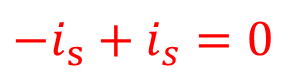 −i_s + i_s = 0